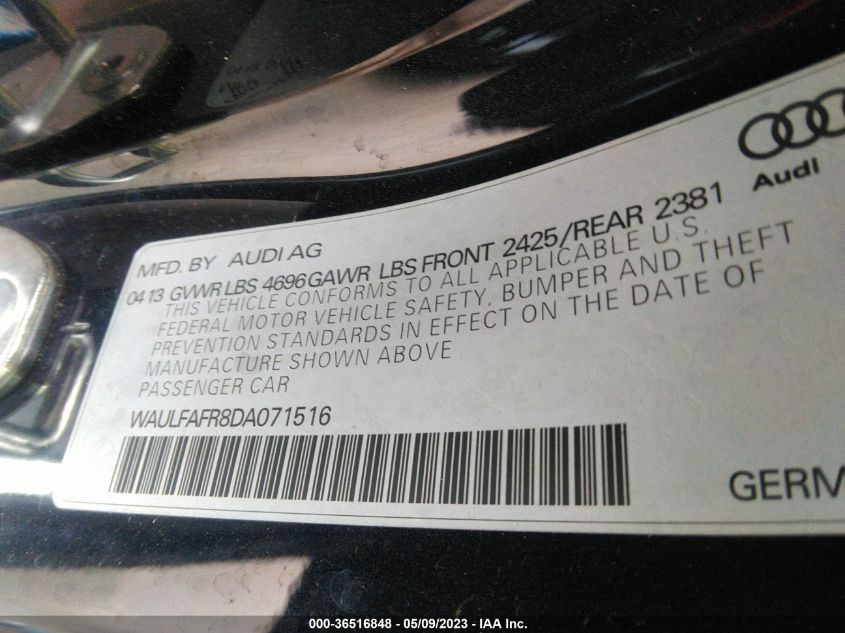 Audi
MFD. BY AUDI AG
0413 GVWR LBS 4696 GAWR LBS FRONT 2425/REAR 2381
THIS VEHICLE CONFORMS TO ALL APPLICABLE U.S.
FEDERAL MOTOR VEHICLE SAFETY, BUMPER AND THEFT
PREVENTION STANDARDS IN EFFECT ON THE DATE OF
MANUFACTURE SHOWN ABOVE
PASSENGER CAR
WAULFAFR8DA071516
GERM
000-36516848 - 05/09/2023 - IAA Inc.